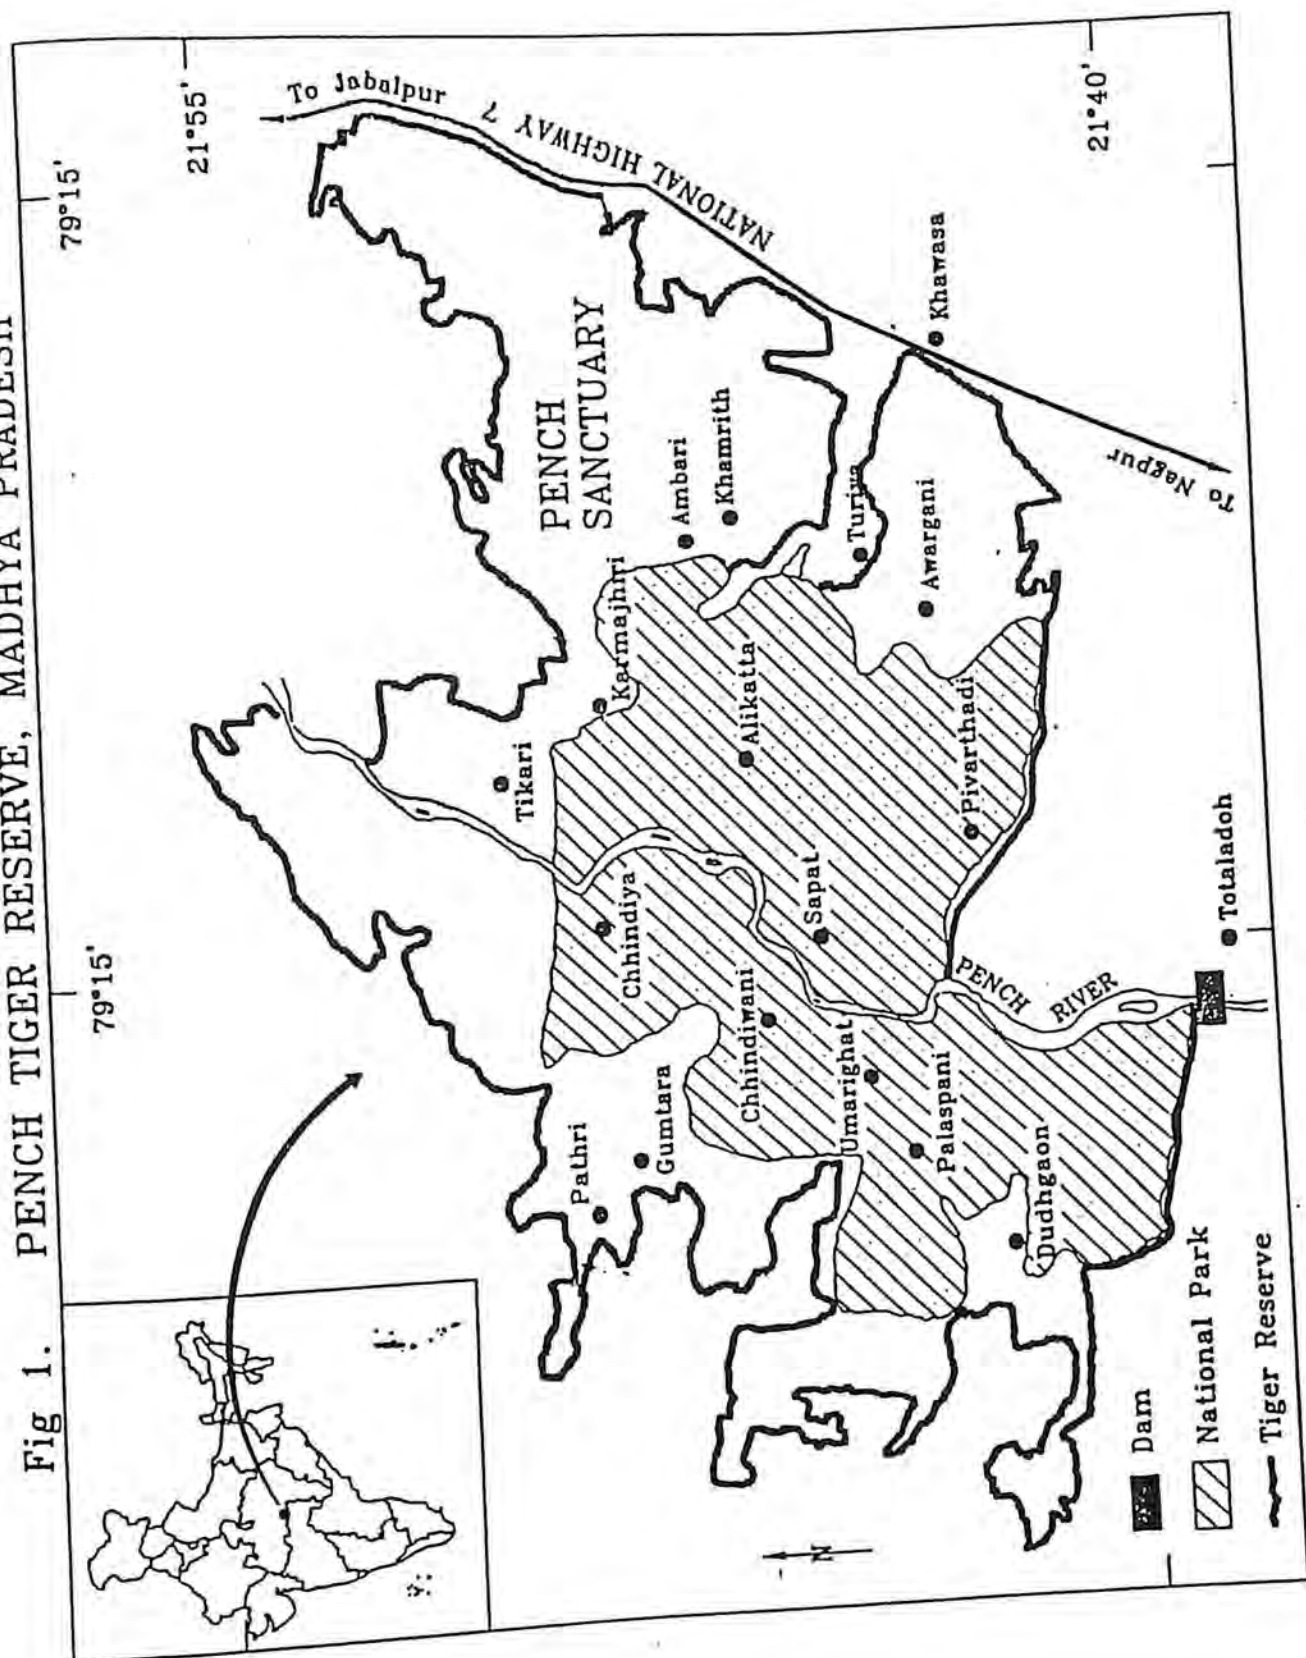 Fig 1. PENCH TIGER RESERVE, MADHYA PRADESH
79°15'
79°15'
21°55'
To Jabalpur
NATIONAL HIGHWAY 7
PENCH
SANCTUARY
Tikari
Karmajhiri
Ambari
Khamrith
Chhindiya
Pathri
Gumtara
Alikatta
Chhindiwani
Sapat
Turiya
Umarighat
Awargani
Khawasa
Palaspani
Pivarthadi
PENCH
RIVER
Dudhgaon
To Nagpur
21°40'
Totaladoh
N
Dam
National Park
Tiger Reserve